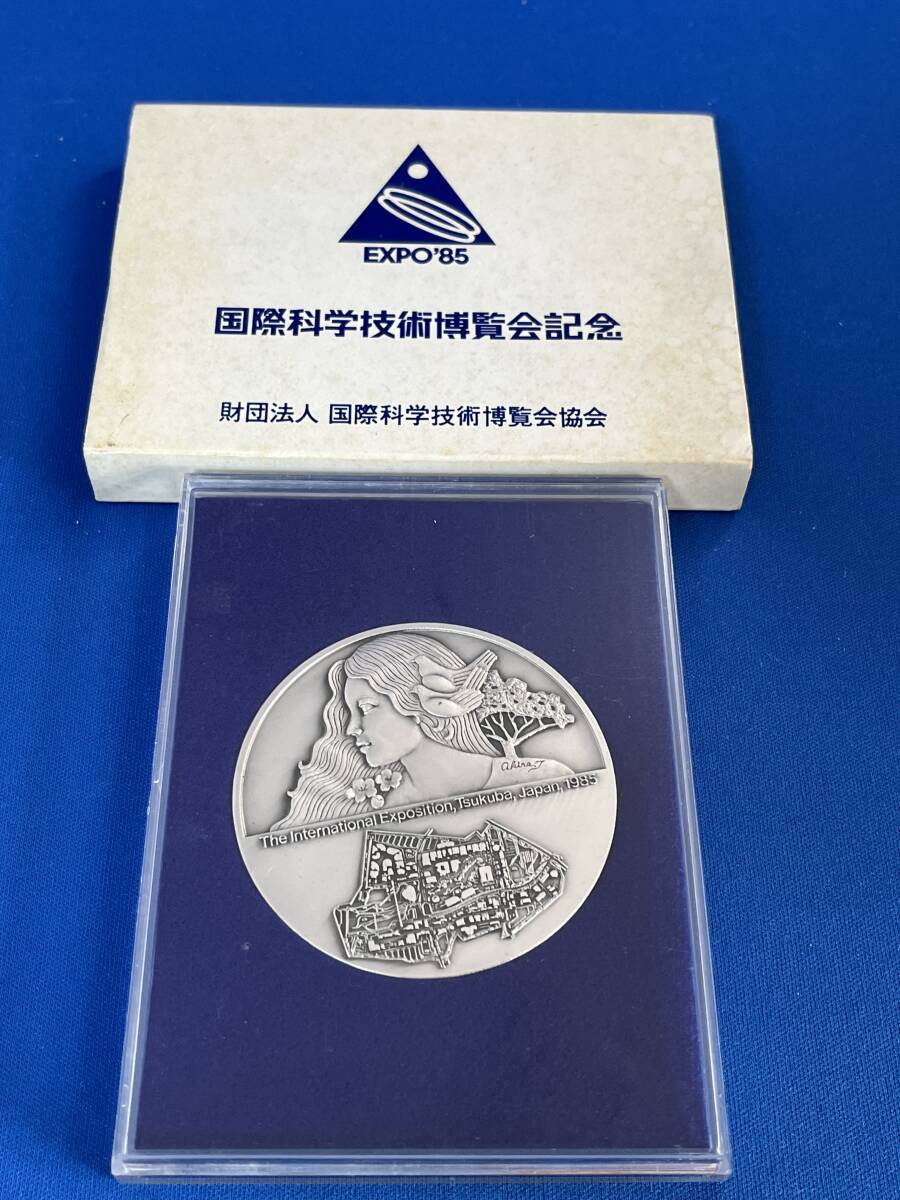 EXPO'85
国際科学技術博覧会記念
財団法人 国際科学技術博覧会協会
The International Exposition, Tsukuba, Japan, 1985